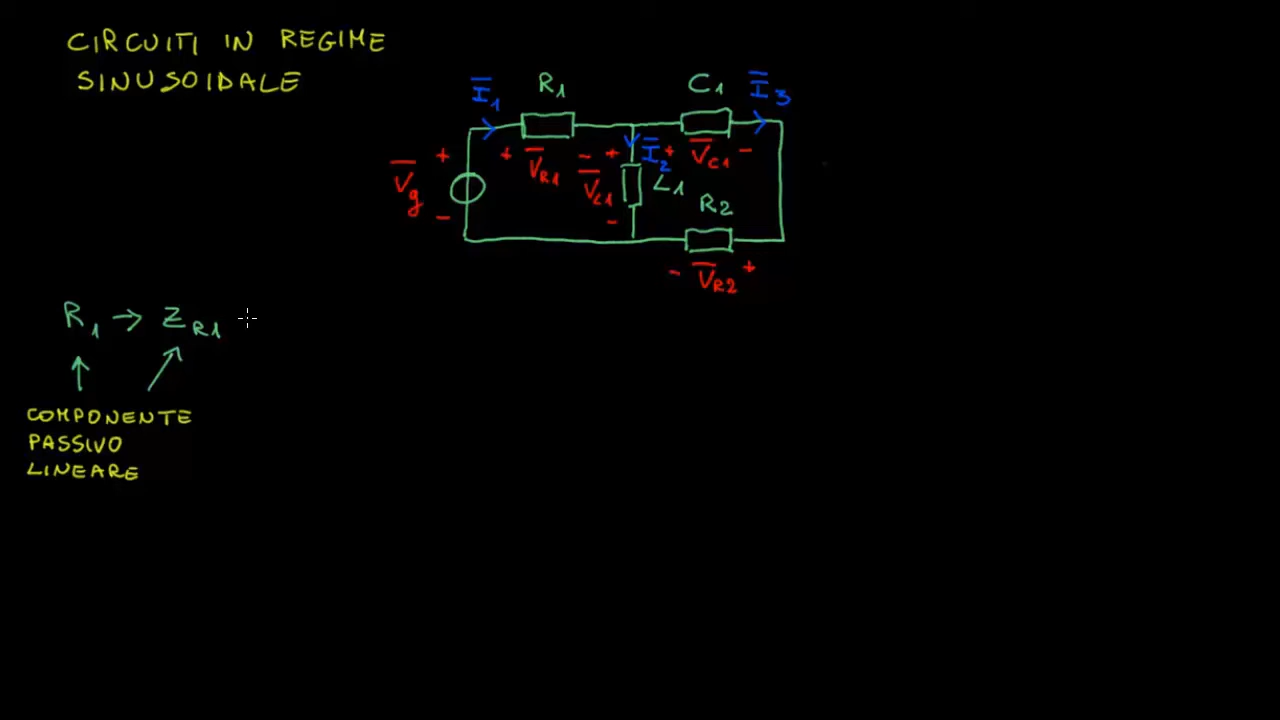 CIRCUITI IN REGIME
SINUSOIDALE
I1
R1
C1
I3
Vg
+
-
+ VR1 -
I2
+ VC1 -
+
VL1
-
L1
R2
- VR2 +
R1 → ZR1
COMPONENTE
PASSIVO
LINEARE